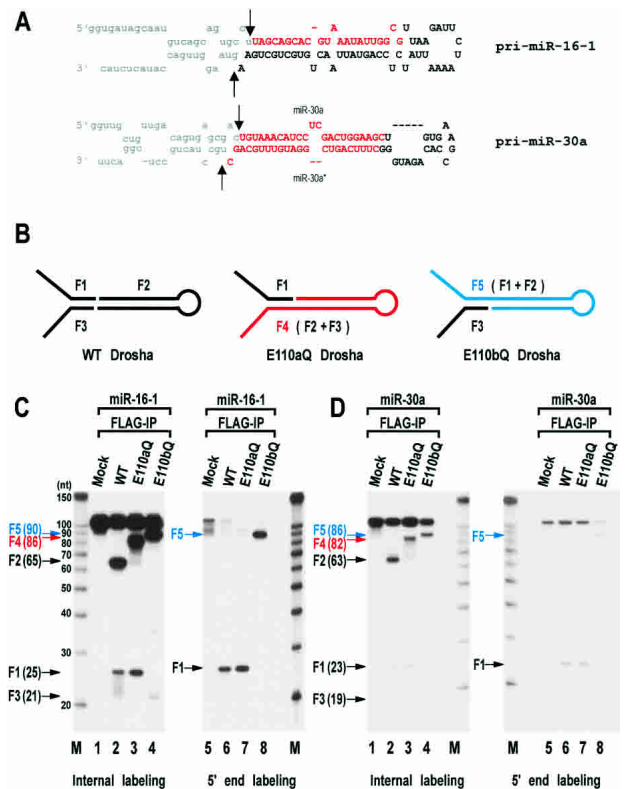 A
u a ag c - A C U GAUU
5'ggugauagcaau
gucagc ugcu UAGCAGCAC GU AAUAUUGG G UAA C
caguug aug AGUCGUCGUG CA UUAUGACC C AUU U
3' caucucauac ga A U A U U AAAA
pri-miR-16-1
miR-30a
5'gguug uuga a a UC ----- A
cug cagug gcg c UGUAAACAUCC GACUGGAAGCU GUG A
ggc gucau cgu GACGUUUGUAGG CUGACUUUCGG CAC G
3' uuca -ucc c C -- GUAGA C
miR-30a*
pri-miR-30a
B
F1 F2
F3
WT Drosha
F1
F4 ( F2 + F3 )
E110aQ Drosha
F5 ( F1 + F2 )
F3
E110bQ Drosha
C
miR-16-1
FLAG-IP
Mock WT E110aQ E110bQ
(nt)
150
100
90
80
70
60
50
40
30
20
F5 (90)
F4 (86)
F2 (65)
F1 (25)
F3 (21)
M 1 2 3 4
Internal labeling
miR-16-1
FLAG-IP
Mock WT E110aQ E110bQ
F5
F1
5 6 7 8 M
5' end labeling
D
miR-30a
FLAG-IP
Mock WT E110aQ E110bQ
F5 (86)
F4 (82)
F2 (63)
F1 (23)
F3 (19)
1 2 3 4 M
Internal labeling
miR-30a
FLAG-IP
Mock WT E110aQ E110bQ
F5
F1
M 5 6 7 8
5' end labeling